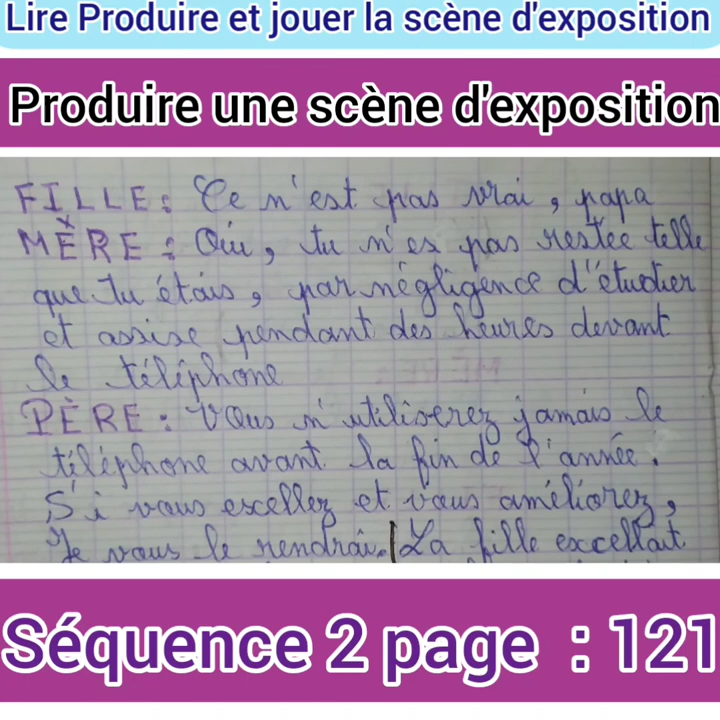 Lire Produire et jouer la scène d'exposition
Produire une scène d'exposition
FILLE : Ce n'est pas vrai, papa
MÈRE : Oui, tu n'es pas restée telle
que tu étais, par négligence d'étudier
et assise pendant des heures devant
le téléphone
PÈRE : Vous n'utiliserez jamais le
téléphone avant la fin de l'année.
Si vous excellez et vous améliorez,
Je vous le rendrai. La fille excellait
Séquence 2 page : 121